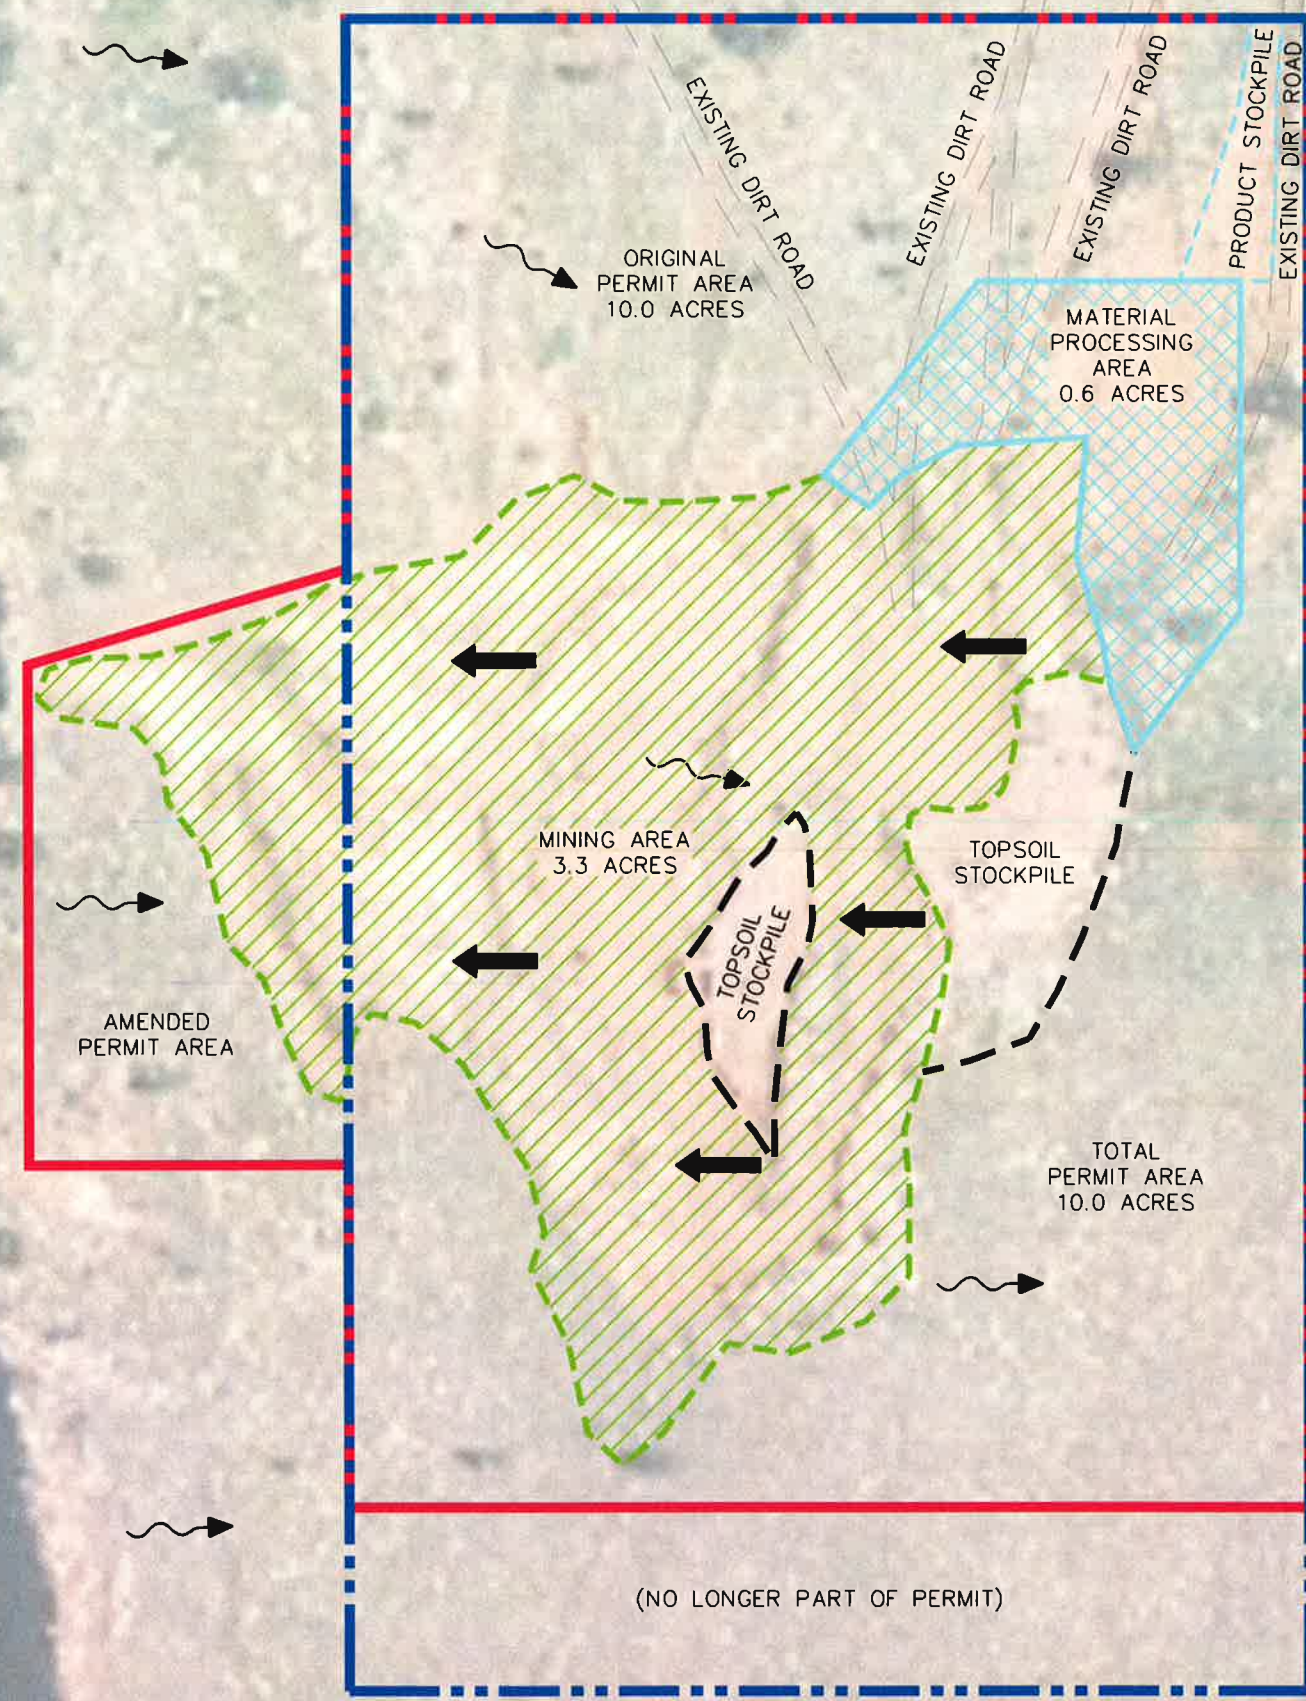 EXISTING DIRT ROAD
EXISTING DIRT ROAD
EXISTING DIRT ROAD
PRODUCT STOCKPILE
EXISTING DIRT ROAD
ORIGINAL
PERMIT AREA
10.0 ACRES
MATERIAL
PROCESSING
AREA
0.6 ACRES
MINING AREA
3.3 ACRES
TOPSOIL
STOCKPILE
TOPSOIL
STOCKPILE
AMENDED
PERMIT AREA
TOTAL
PERMIT AREA
10.0 ACRES
(NO LONGER PART OF PERMIT)